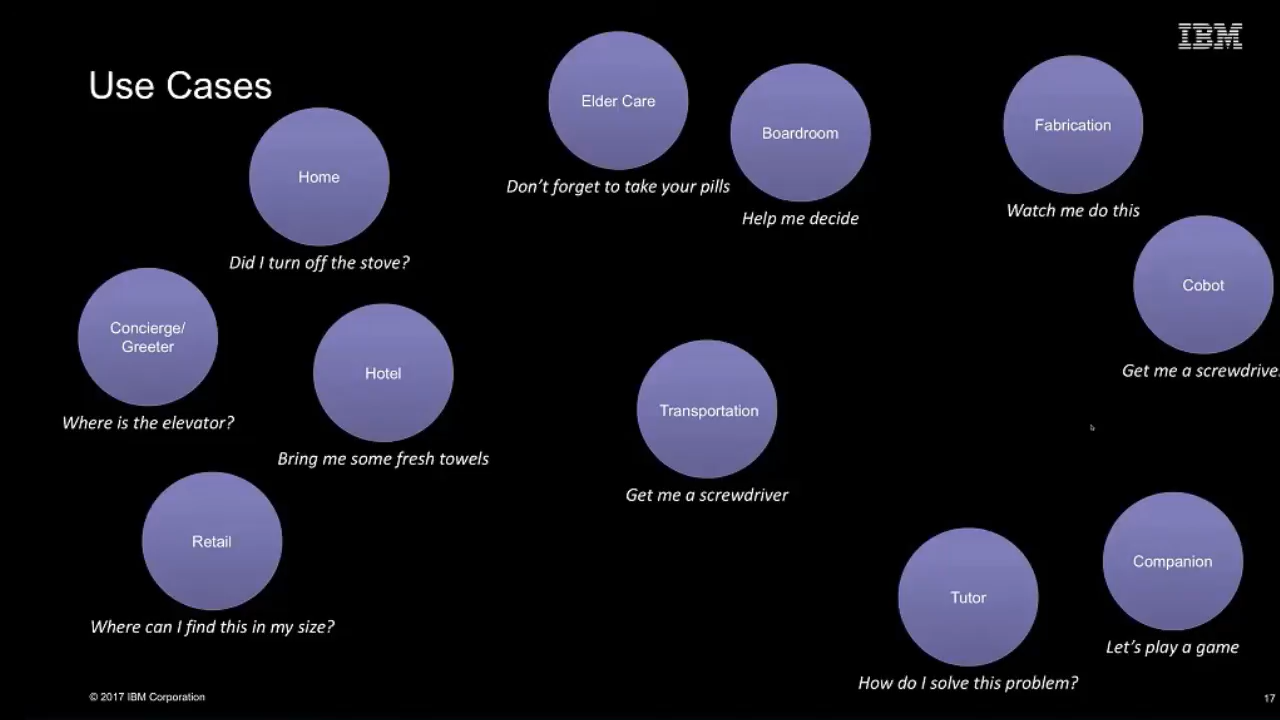 IBM
Use Cases
Elder Care
Don’t forget to take your pills
Boardroom
Help me decide
Fabrication
Watch me do this
Home
Did I turn off the stove?
Cobot
Get me a screwdrive
Concierge/
Greeter
Where is the elevator?
Hotel
Bring me some fresh towels
Transportation
Get me a screwdriver
Retail
Where can I find this in my size?
Tutor
How do I solve this problem?
Companion
Let’s play a game
© 2017 IBM Corporation
17